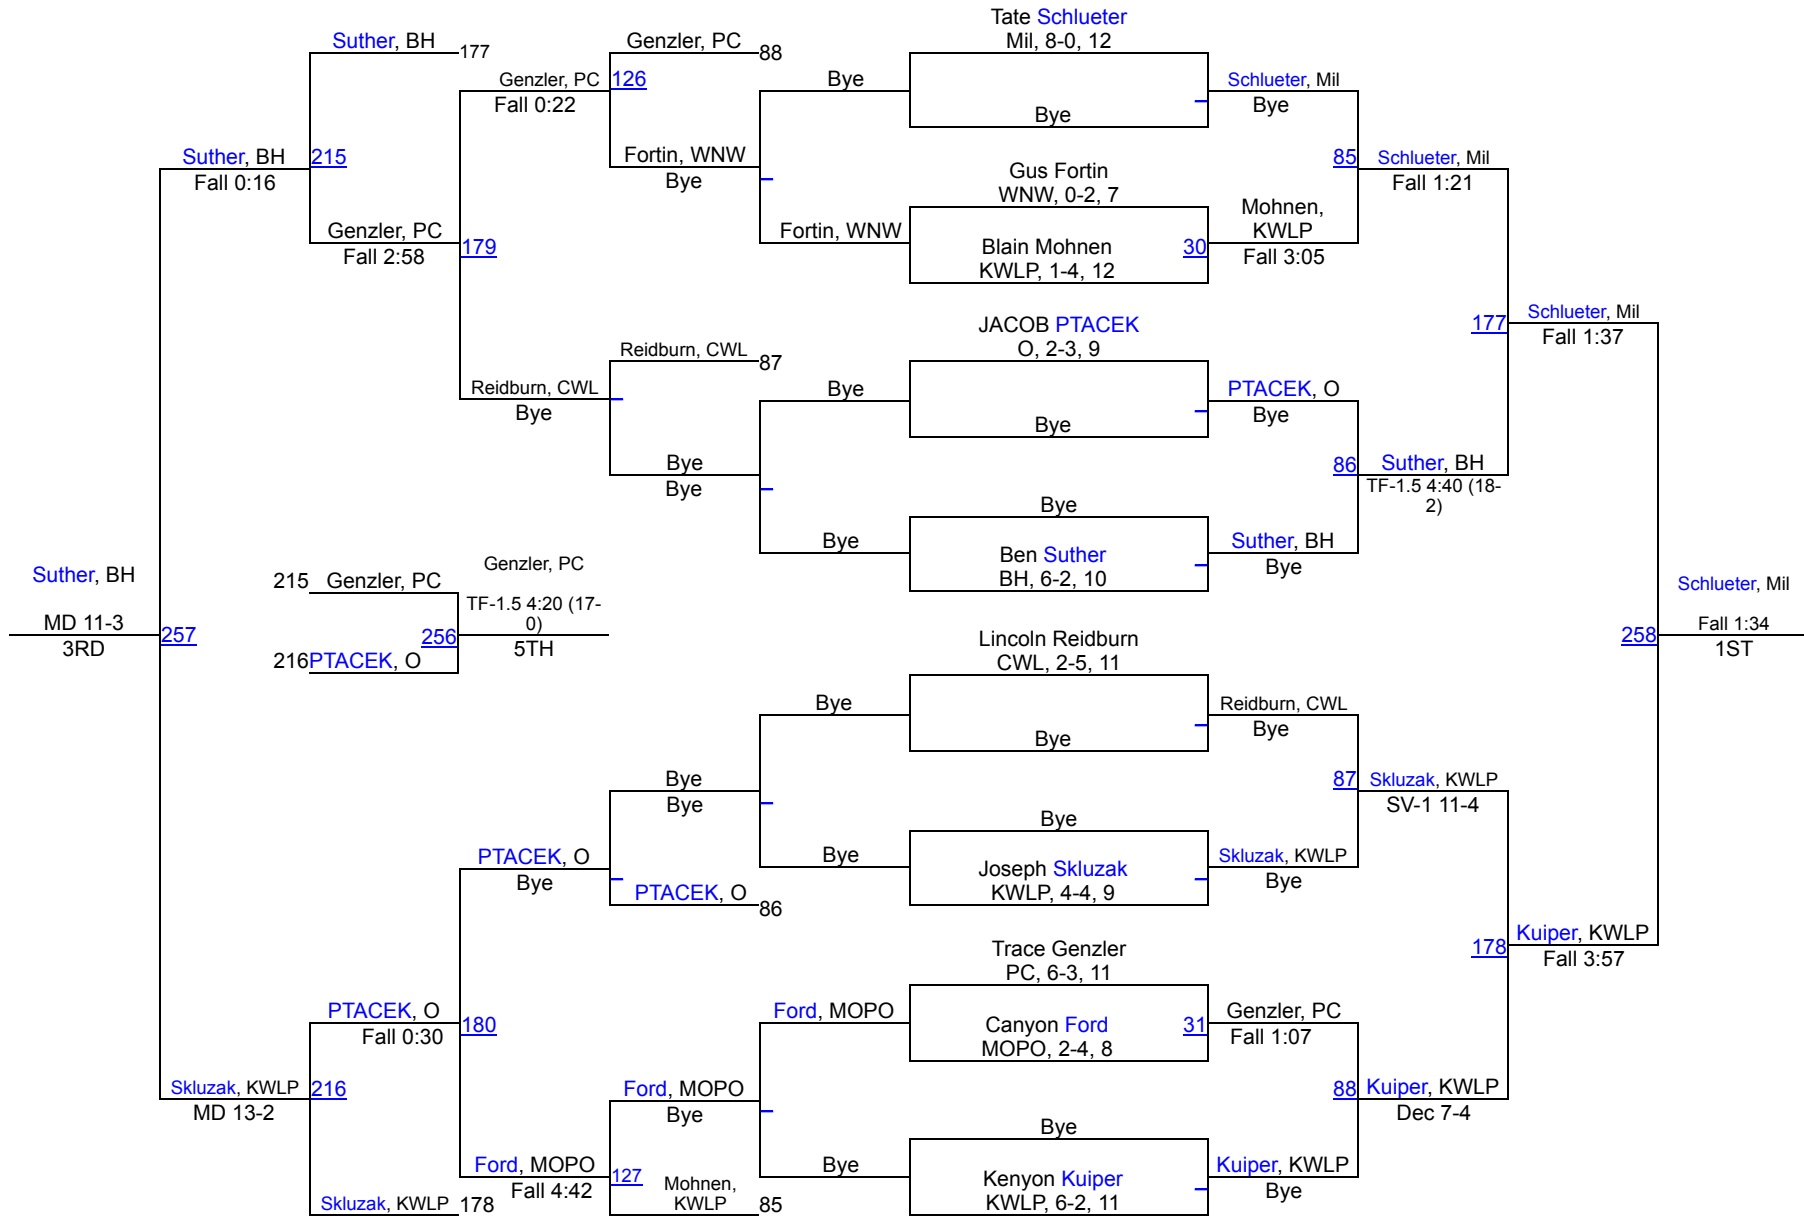 Tate Schlueter
Mil, 8-0, 12
Suther, BH
177
Genzler, PC
88
Genzler, PC
126
Fall 0:22
Bye
Bye
Schlueter, Mil
Bye
Suther, BH
215
Fall 0:16
Fortin, WNW
Bye
Gus Fortin
WNW, 0-2, 7
85
Schlueter, Mil
Fall 1:21
Genzler, PC
Fall 2:58
179
Fortin, WNW
Blain Mohnen
KWLP, 1-4, 12
30
Mohnen,
KWLP
Fall 3:05
JACOB PTACEK
O, 2-3, 9
177
Schlueter, Mil
Fall 1:37
Reidburn, CWL
87
Reidburn, CWL
Bye
Bye
Bye
PTACEK, O
Bye
Bye
Bye
Bye
86
Suther, BH
TF-1.5 4:40 (18-
2)
Bye
Ben Suther
BH, 6-2, 10
Suther, BH
Bye
Suther, BH
MD 11-3
3RD
257
215
Genzler, PC
216
PTACEK, O
256
Genzler, PC
TF-1.5 4:20 (17-
0)
5TH
Schlueter, Mil
258
Fall 1:34
1ST
Lincoln Reidburn
CWL, 2-5, 11
Bye
Bye
Reidburn, CWL
Bye
Bye
Bye
87
Skluzak, KWLP
SV-1 11-4
Bye
Bye
Joseph Skluzak
KWLP, 4-4, 9
Skluzak, KWLP
Bye
PTACEK, O
Bye
PTACEK, O
86
Trace Genzler
PC, 6-3, 11
178
Kuiper, KWLP
Fall 3:57
PTACEK, O
Fall 0:30
180
Ford, MOPO
Canyon Ford
MOPO, 2-4, 8
31
Genzler, PC
Fall 1:07
Skluzak, KWLP
216
MD 13-2
Ford, MOPO
Bye
88
Kuiper, KWLP
Dec 7-4
Bye
Bye
Kenyon Kuiper
KWLP, 6-2, 11
Kuiper, KWLP
Bye
Ford, MOPO
Fall 4:42
127
Mohnen,
KWLP
85
Skluzak, KWLP
178